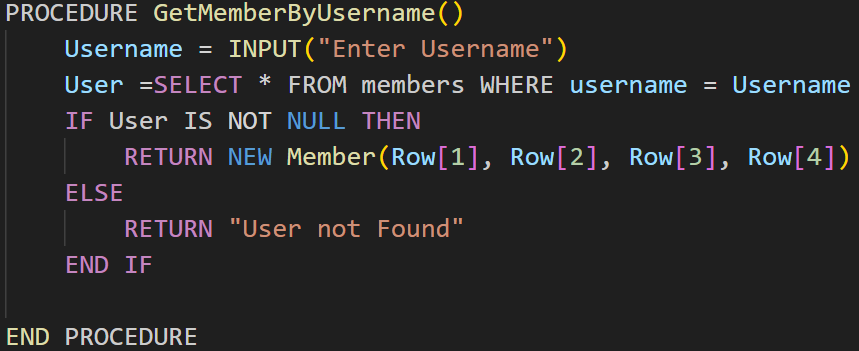 PROCEDURE GetMemberByUsername()
    Username = INPUT("Enter Username")
    User =SELECT * FROM members WHERE username = Username
    IF User IS NOT NULL THEN
        RETURN NEW Member(Row[1], Row[2], Row[3], Row[4])
    ELSE
        RETURN "User not Found"
    END IF

END PROCEDURE